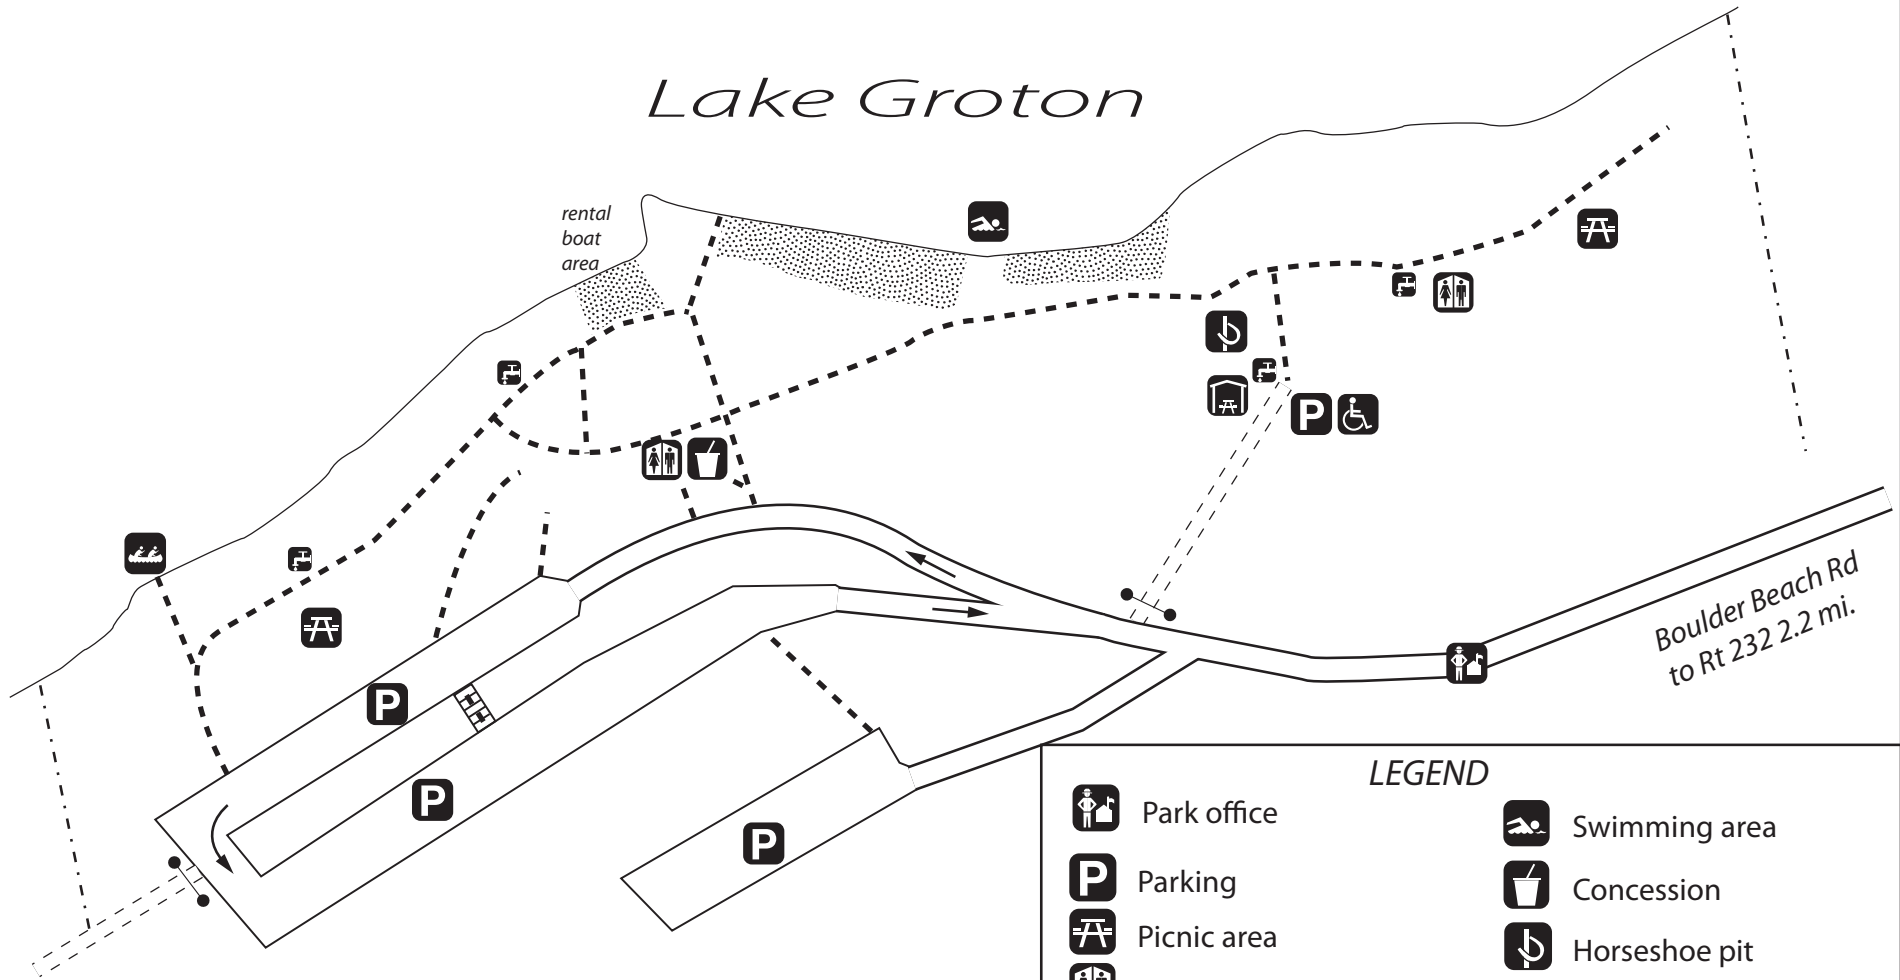 Lake Groton
rental
boat
area
P
P
P
P
Boulder Beach Rd
to Rt 232 2.2 mi.
LEGEND
Park office
P Parking
Picnic area
Swimming area
Concession
Horseshoe pit